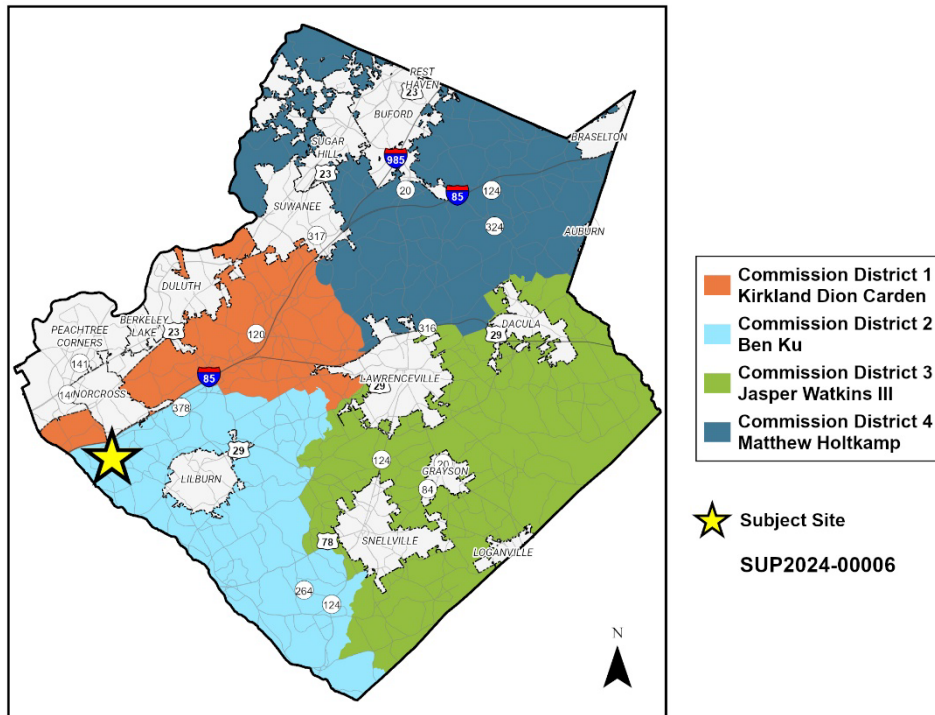 REST
HAVEN
23
BUFORD
BRASELTON
SUGAR
HILL
985
23
20
85
124
SUWANEE
324
AUBURN
317
DULUTH
BERKELEY
LAKE
PEACHTREE
CORNERS
23
120
316
DACULA
29
141
85
LAWRENCEVILLE
29
14
NORCROSS
378
29
LILBURN
124
20
GRAYSON
84
78
SNELLVILLE
LOGANVILLE
264
124
N
Commission District 1
Kirkland Dion Carden
Commission District 2
Ben Ku
Commission District 3
Jasper Watkins III
Commission District 4
Matthew Holtkamp
Subject Site
SUP2024-00006